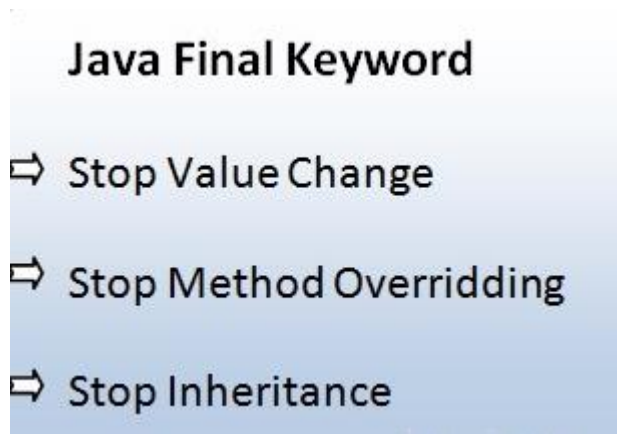 Java Final Keyword
⇨ Stop Value Change
⇨ Stop Method Overridding
⇨ Stop Inheritance